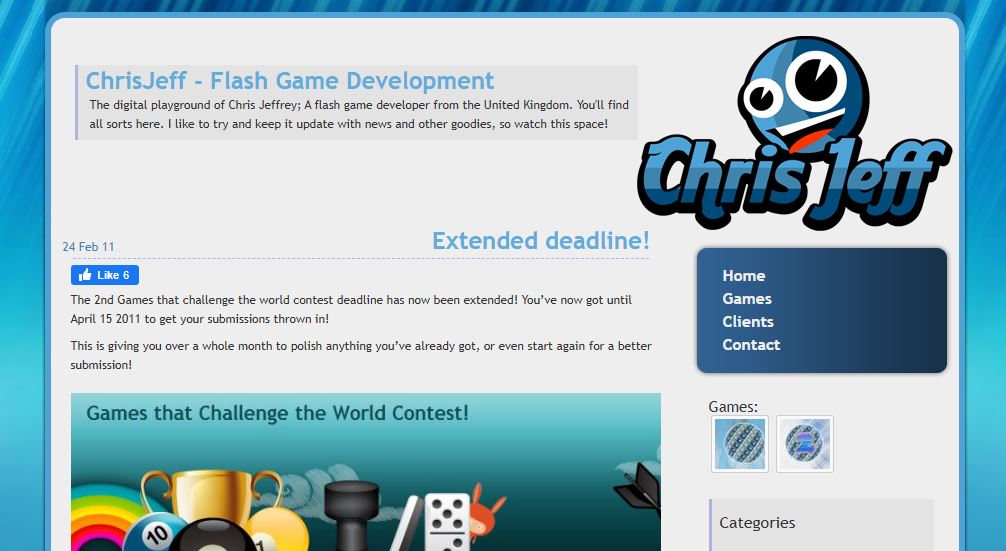 ChrisJeff - Flash Game Development
The digital playground of Chris Jeffrey; A flash game developer from the United Kingdom. You'll find
all sorts here. I like to try and keep it update with news and other goodies, so watch this space!
Chris Jeff
24 Feb 11
Extended deadline!
Like 6
The 2nd Games that challenge the world contest deadline has now been extended! You've now got until
April 15 2011 to get your submissions thrown in!
This is giving you over a whole month to polish anything you've already got, or even start again for a better
submission!
Home
Games
Clients
Contact
Games that Challenge the World Contest!
10
1
Games:
2
Categories